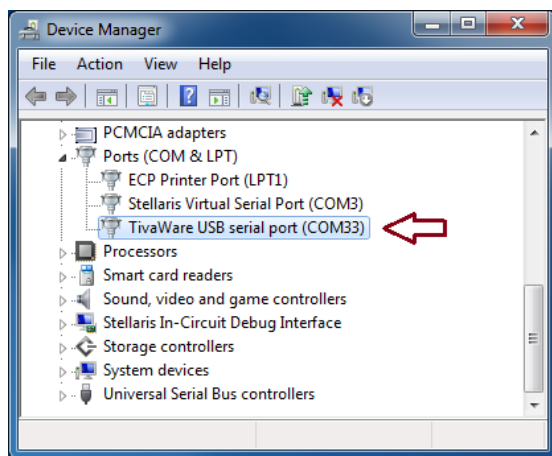 Device Manager
File Action View Help
PCMCIA adapters
Ports (COM & LPT)
ECP Printer Port (LPT1)
Stellaris Virtual Serial Port (COM3)
TivaWare USB serial port (COM33)
Processors
Smart card readers
Sound, video and game controllers
Stellaris In-Circuit Debug Interface
Storage controllers
System devices
Universal Serial Bus controllers